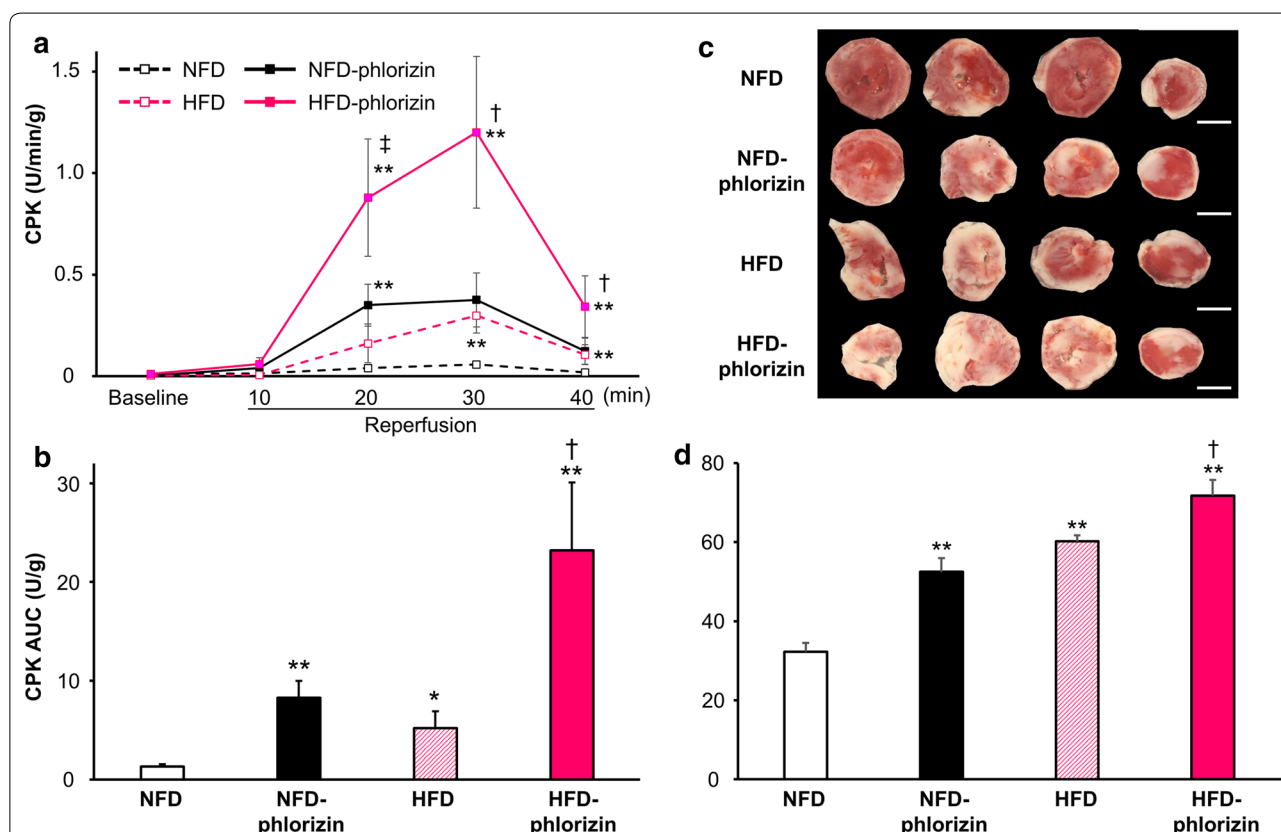 a
CPK (U/min/g)
1.5
1.0
0.5
0
NFD
NFD-phlorizin
HFD
HFD-phlorizin
‡
**
†
**
**
**
†
**
**
Baseline
10
20
30
40
(min)
Reperfusion
c
NFD
NFD-
phlorizin
HFD
HFD-
phlorizin
b
CPK AUC (U/g)
30
20
10
0
**
*
†
**
NFD
NFD-
phlorizin
HFD
HFD-
phlorizin
d
80
60
40
20
0
**
**
†
**
NFD
NFD-
phlorizin
HFD
HFD-
phlorizin